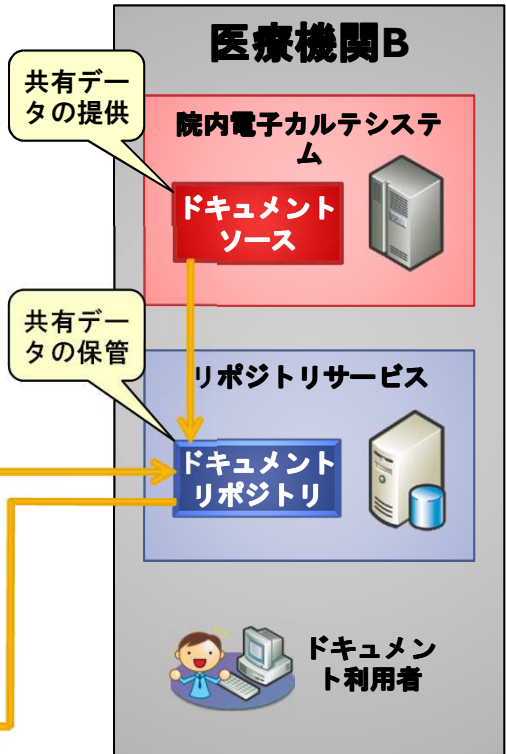 医療機関B
共有デー
タの提供
院内電子カルテシステ
ム
ドキュメント
ソース
共有デー
タの保管
リポジトリサービス
ドキュメント
リポジトリ
ドキュメン
ト利用者